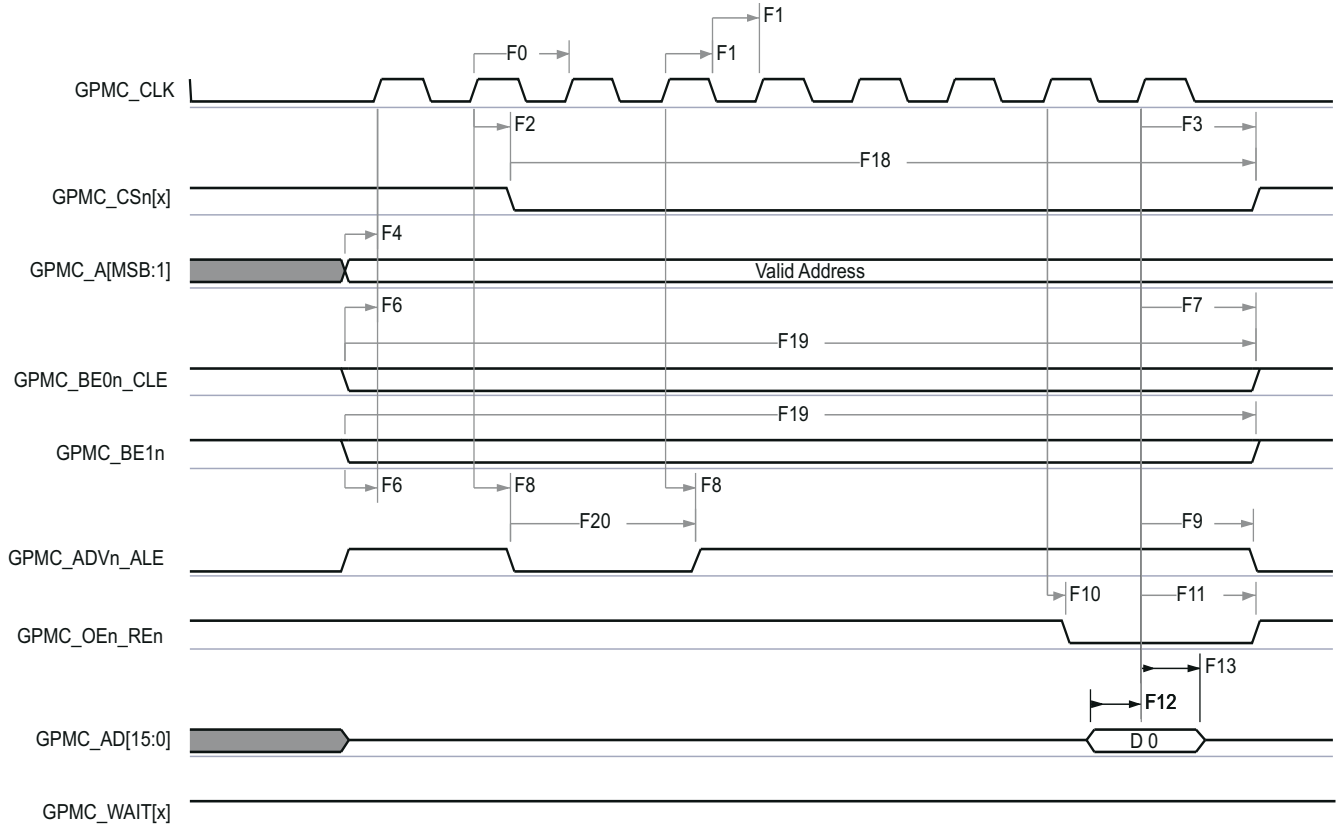 F1
F0
F1
GPMC_CLK
F2
F3
F18
GPMC_CSn[x]
F4
GPMC_A[MSB:1]
Valid Address
F6
F7
F19
GPMC_BE0n_CLE
F19
GPMC_BE1n
F6
F8
F8
F20
F9
GPMC_ADVn_ALE
F10
F11
GPMC_OEn_REn
F13
F12
GPMC_AD[15:0]
D 0
GPMC_WAIT[x]